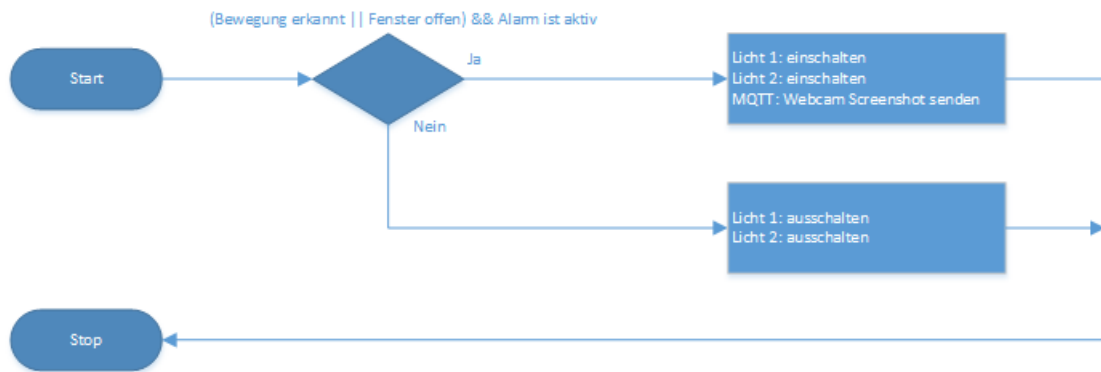 (Bewegung erkannt || Fenster offen) && Alarm ist aktiv
Start
Ja
Nein
Licht 1: einschalten
Licht 2: einschalten
MQTT: Webcam Screenshot senden
Licht 1: ausschalten
Licht 2: ausschalten
Stop